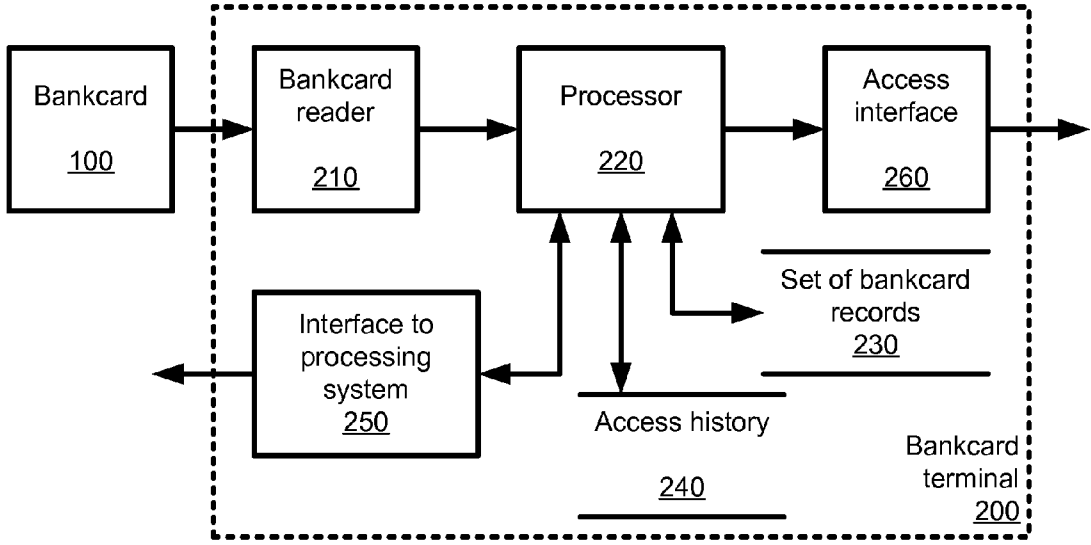 Bankcard
100
Bankcard
reader
210
Processor
220
Access
interface
260
Interface to
processing
system
250
Set of bankcard
records
230
Access history
240
Bankcard
terminal
200